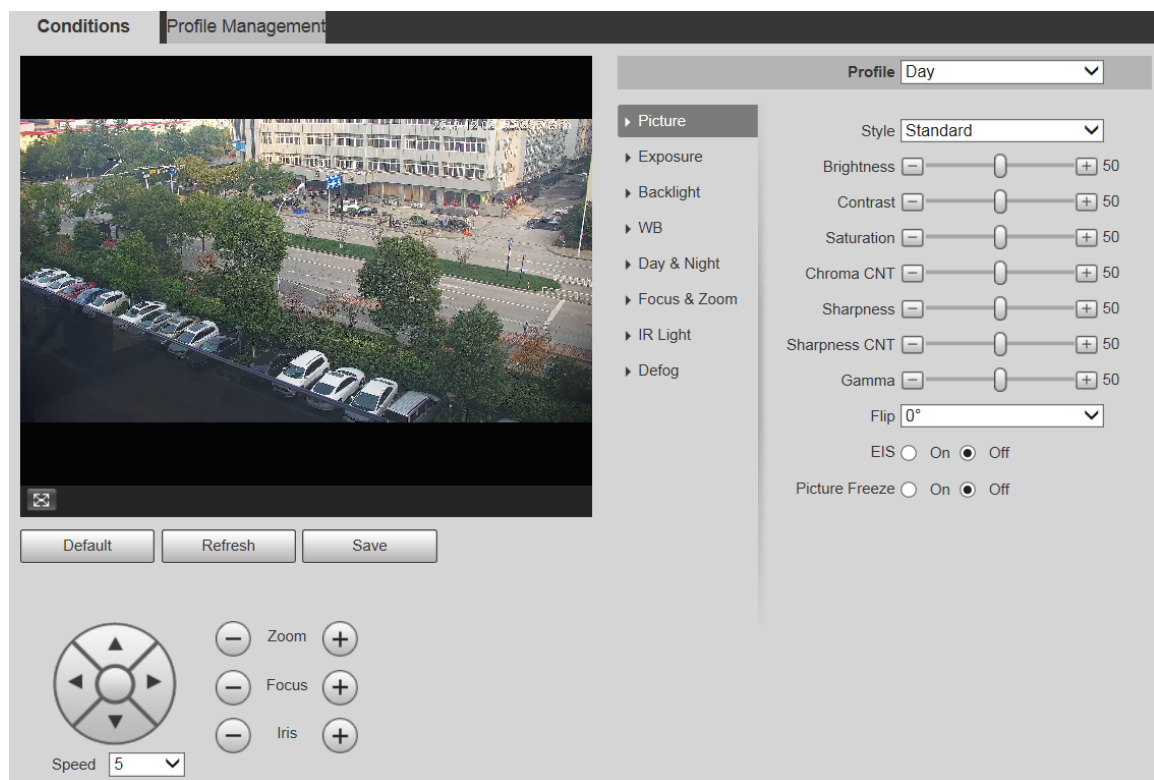 Conditions
Profile Management
Profile Day
Picture
Exposure
Backlight
WB
Day & Night
Focus & Zoom
IR Light
Defog
Style Standard
Brightness 50
Contrast 50
Saturation 50
Chroma CNT 50
Sharpness 50
Sharpness CNT 50
Gamma 50
Flip 0°
EIS On Off
Picture Freeze On Off
Default
Refresh
Save
Zoom
Focus
Iris
Speed 5